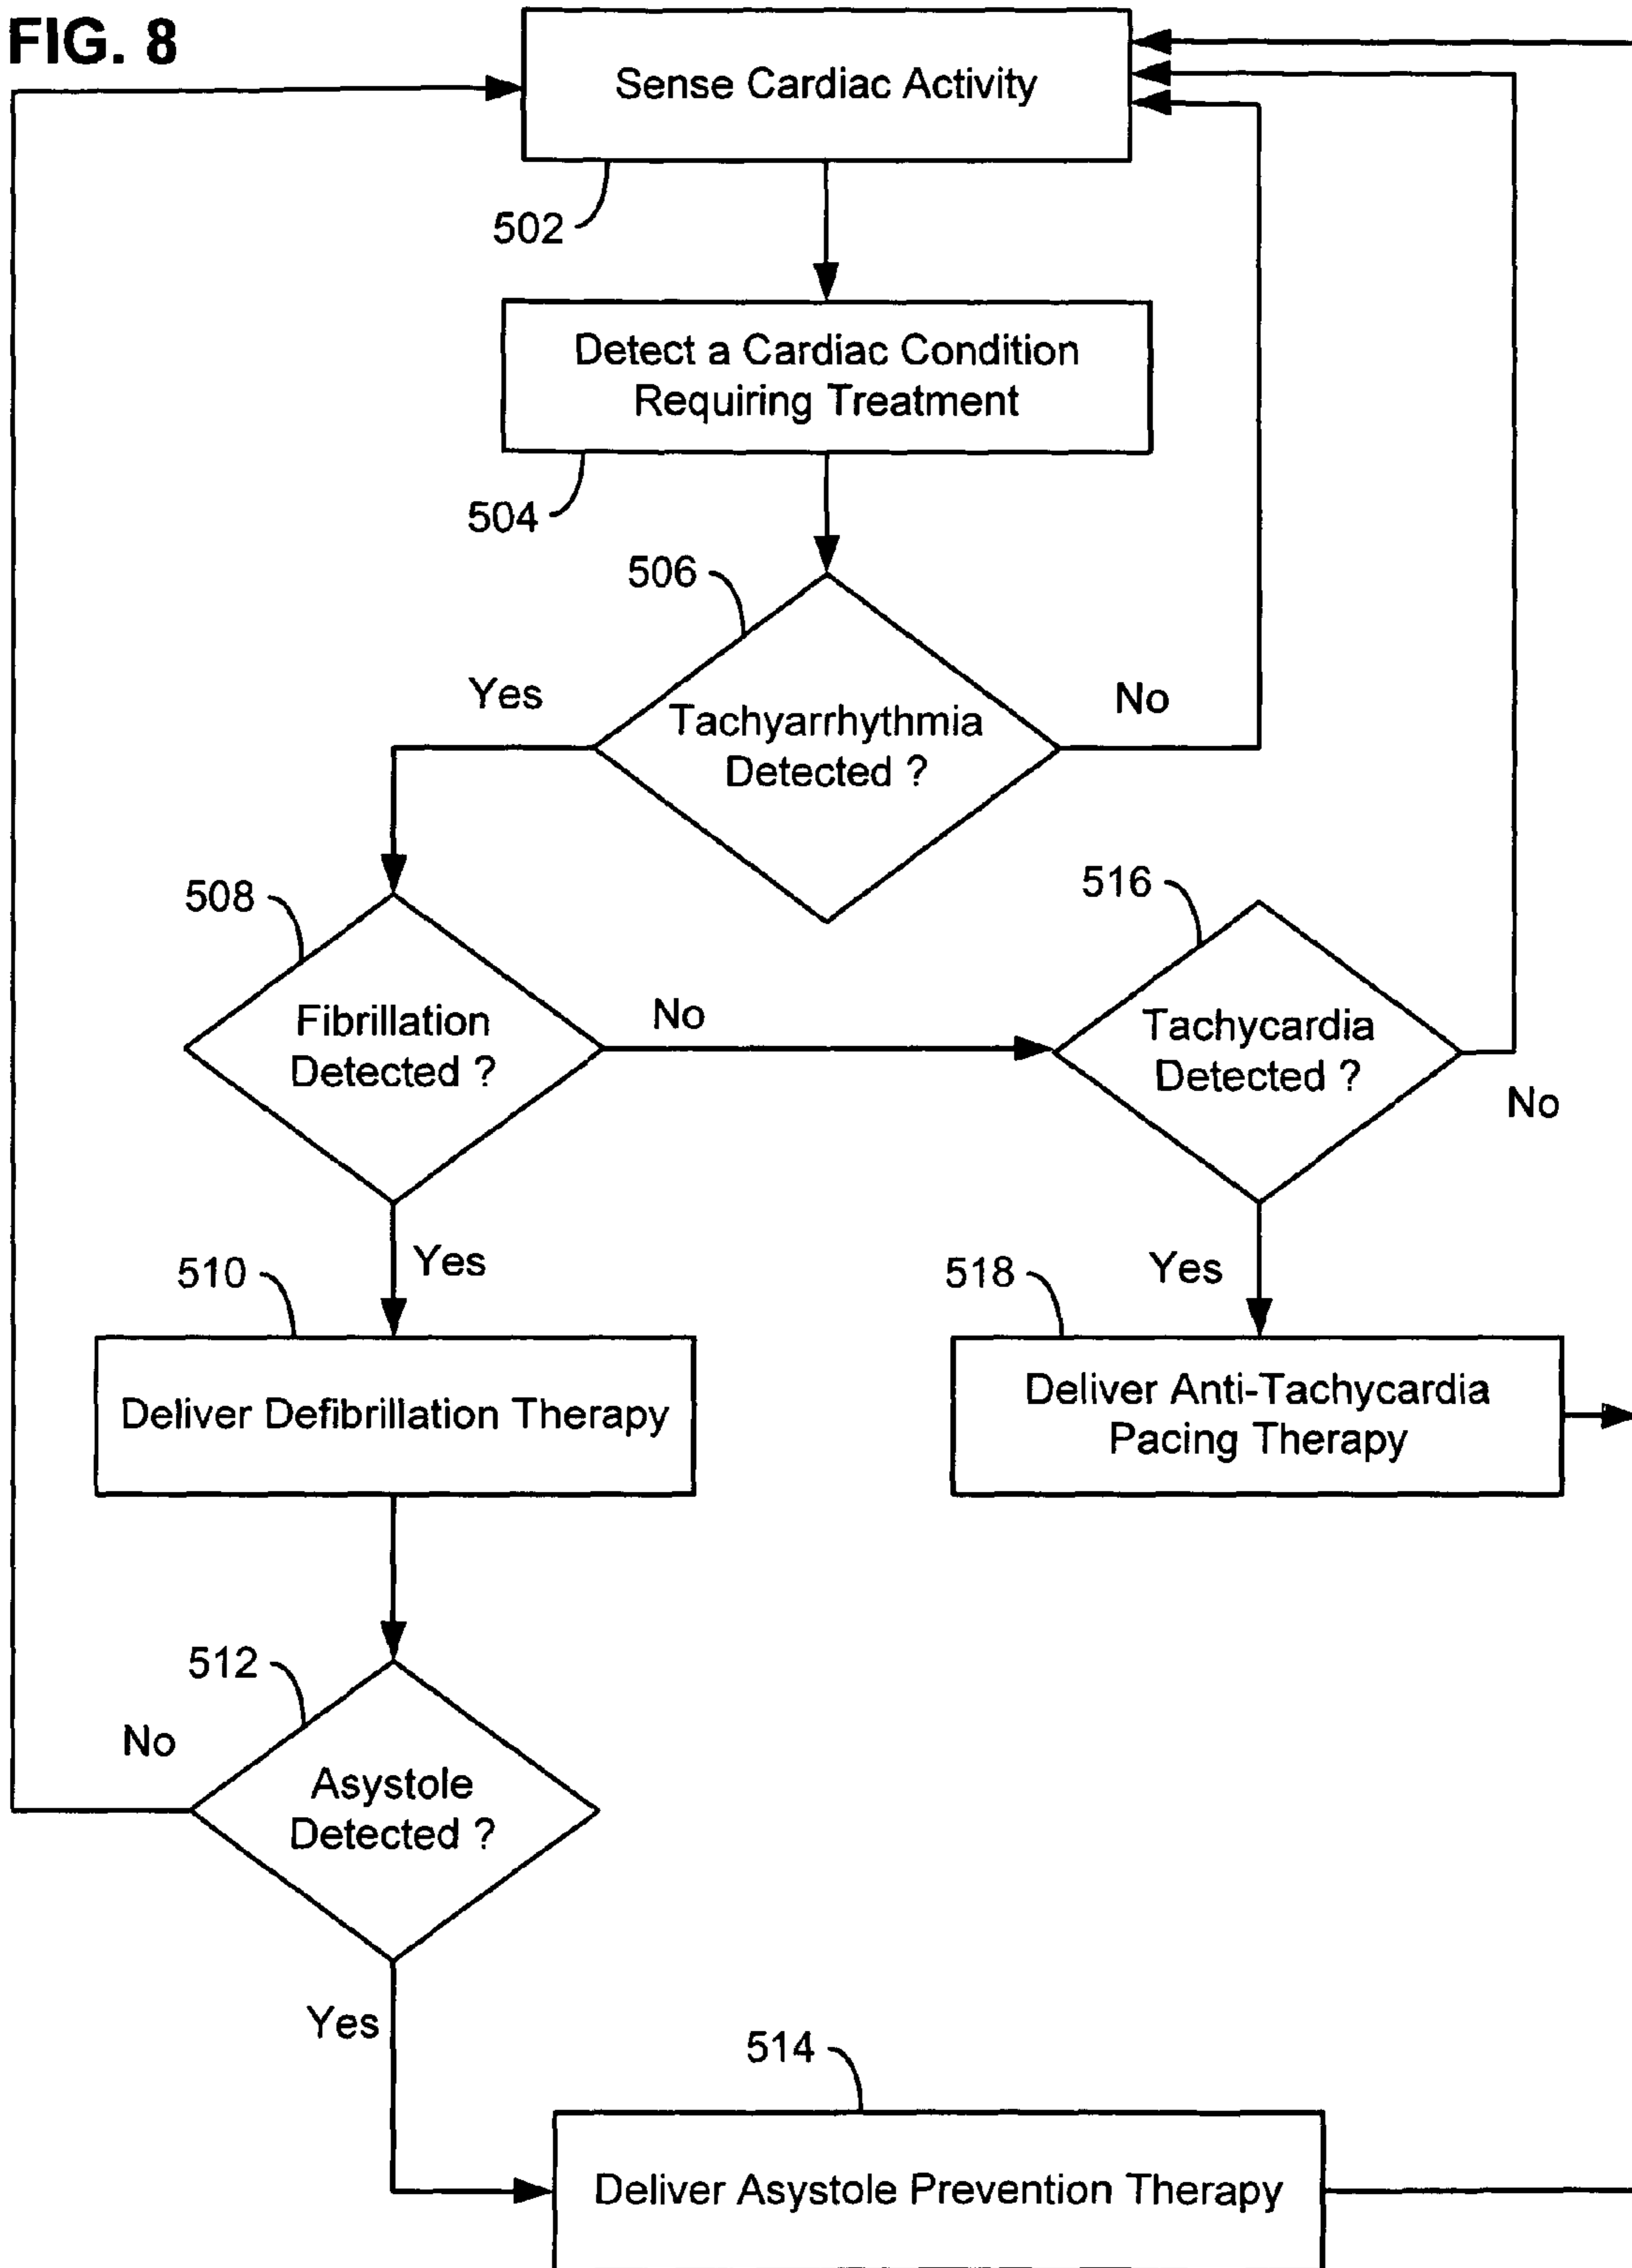 FIG. 8
Sense Cardiac Activity
502
Detect a Cardiac Condition
Requiring Treatment
504
506
Yes
No
Tachyarrhythmia
Detected ?
508
516
Fibrillation
Detected ?
No
Tachycardia
Detected ?
No
Yes
Yes
510
518
Deliver Defibrillation Therapy
Deliver Anti-Tachycardia
Pacing Therapy
512
No
Asystole
Detected ?
Yes
514
Deliver Asystole Prevention Therapy